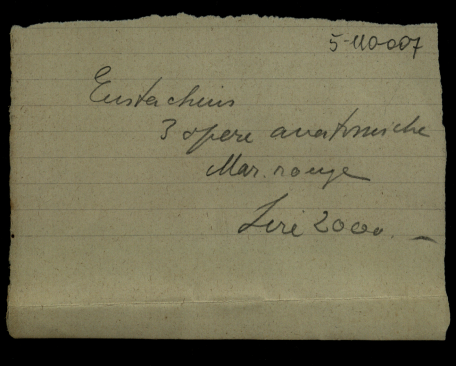 5-110-007
Eustachius
3 opere anatomiche
Mar. rouge
Lire 2000.—